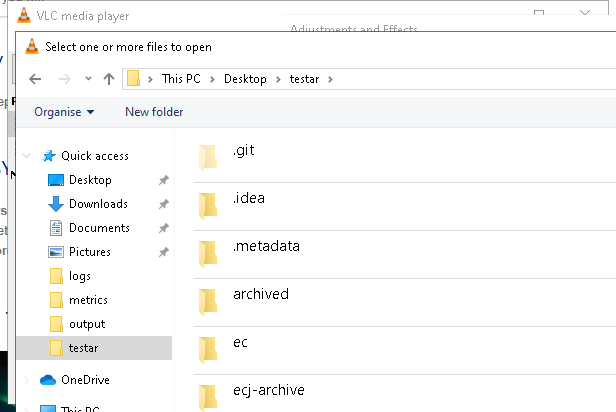 VLC media player
Adjustments and Effects
Select one or more files to open
This PC > Desktop > testar >
Organise New folder
Quick access
Desktop
Downloads
Documents
Pictures
logs
metrics
output
testar
OneDrive
This PC
.git
.idea
.metadata
archived
ec
ecj-archive